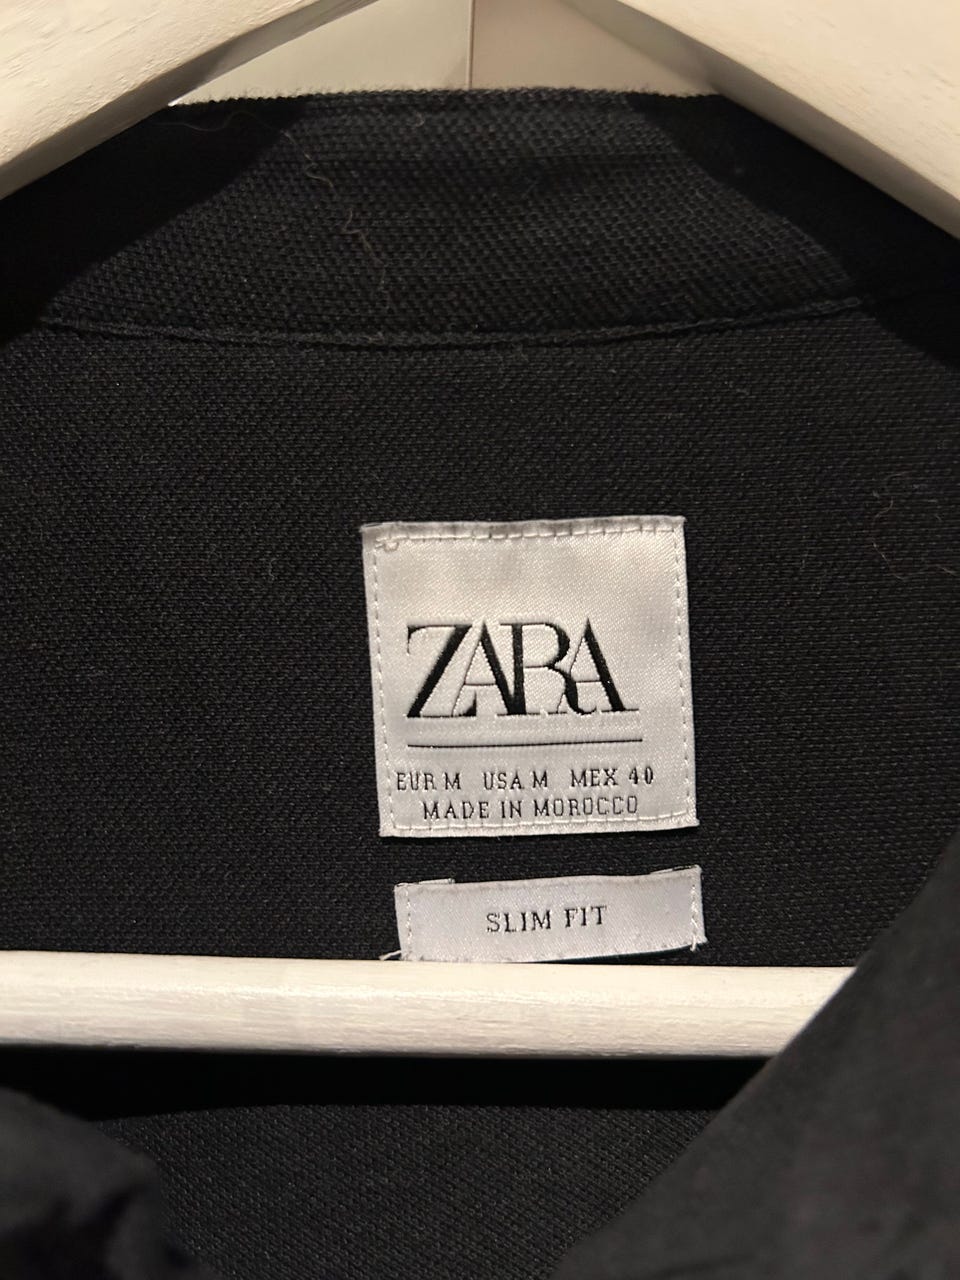 ZARA
EUR M USA M MEX 40
MADE IN MOROCCO
SLIM FIT